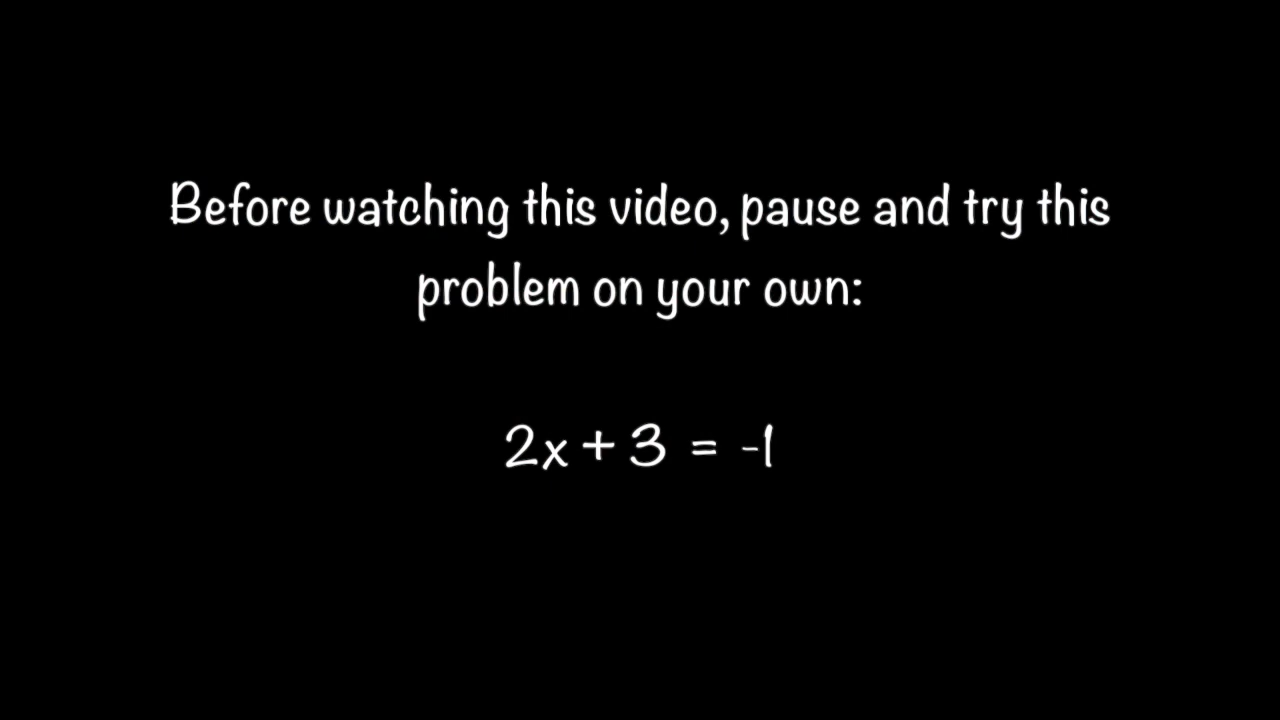 Before watching this video, pause and try this
problem on your own:
2x + 3 = -1